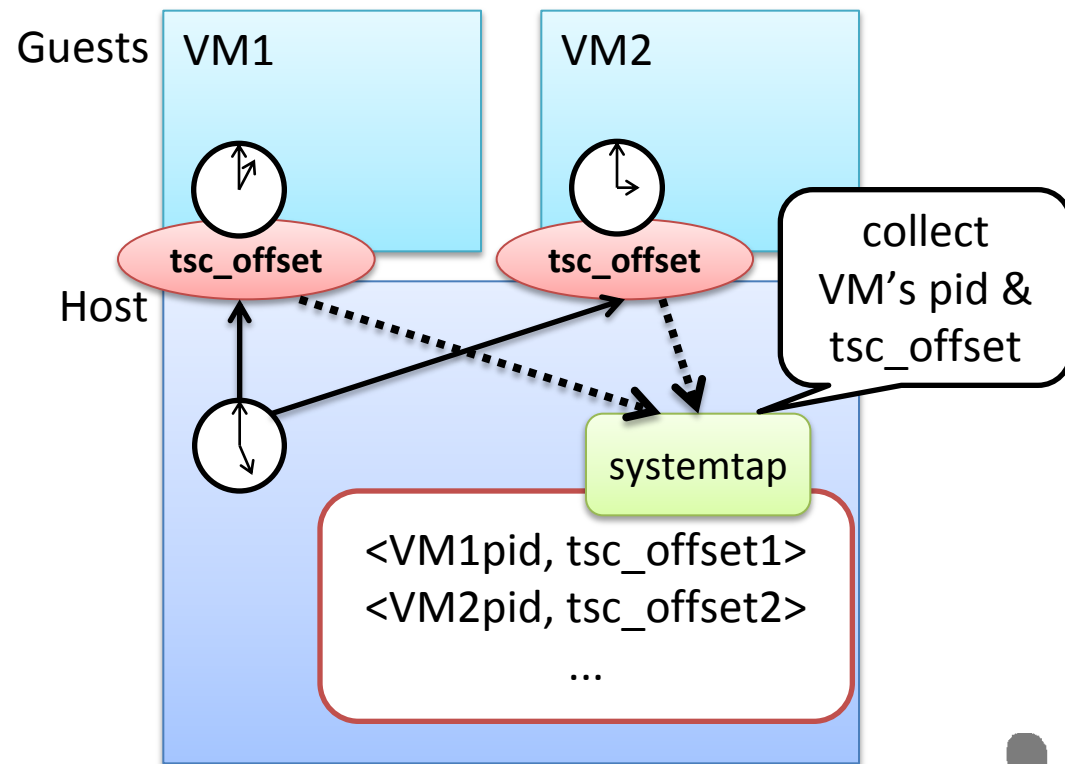 Guests
VM1
VM2
tsc_offset
tsc_offset
collect
VM’s pid &
tsc_offset
Host
systemtap
<VM1pid, tsc_offset1>
<VM2pid, tsc_offset2>
...